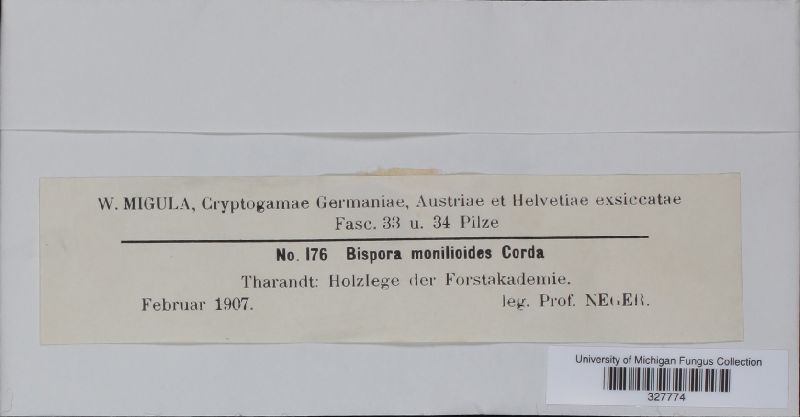 W. MIGULA, Cryptogamae Germaniae, Austriae et Helvetiae exsiccatae
Fasc. 33 u. 34 Pilze
No. 176 Bispora monilioides Corda
Tharandt: Holzlege der Forstakademie.
Februar 1907. leg. Prof. NEGER.
University of Michigan Fungus Collection
327774